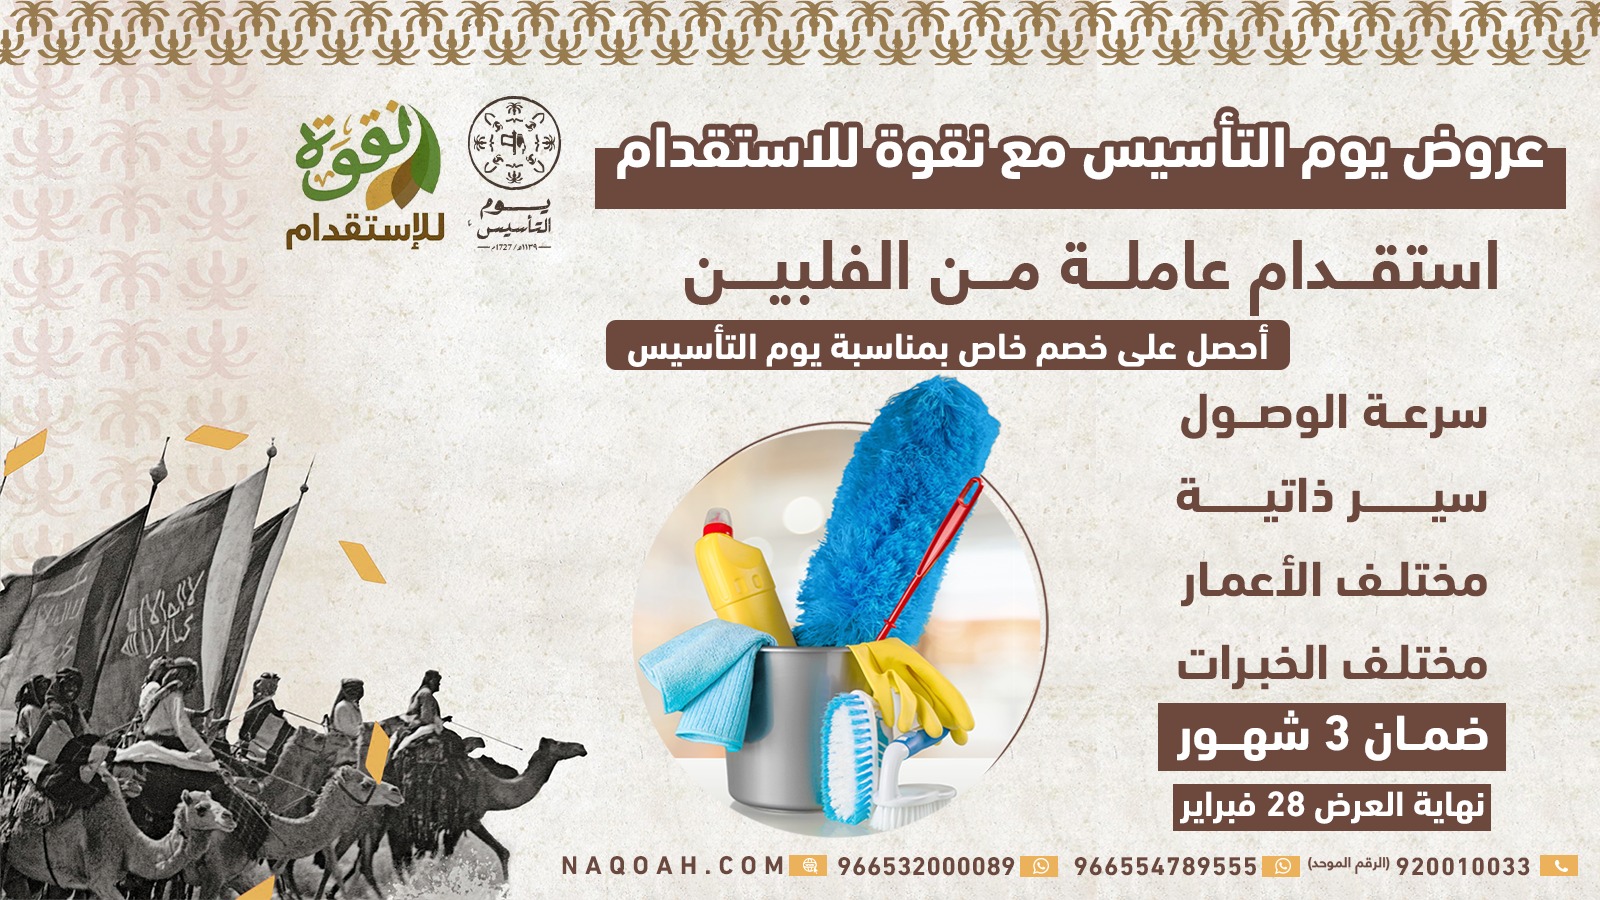 عروض يوم التأسيس مع نقوة للاستقدام
نقوة
للإستقدام
يوم
التأسيس
١١٣٩هـ/1727م
استقدام عاملة من الفلبين
أحصل على خصم خاص بمناسبة يوم التأسيس
سرعة الوصول
سير ذاتية
مختلف الأعمار
مختلف الخبرات
ضمان 3 شهور
نهاية العرض 28 فبراير
920010033 (الرقم الموحد)
966554789555
966532000089
NAQOAH.COM